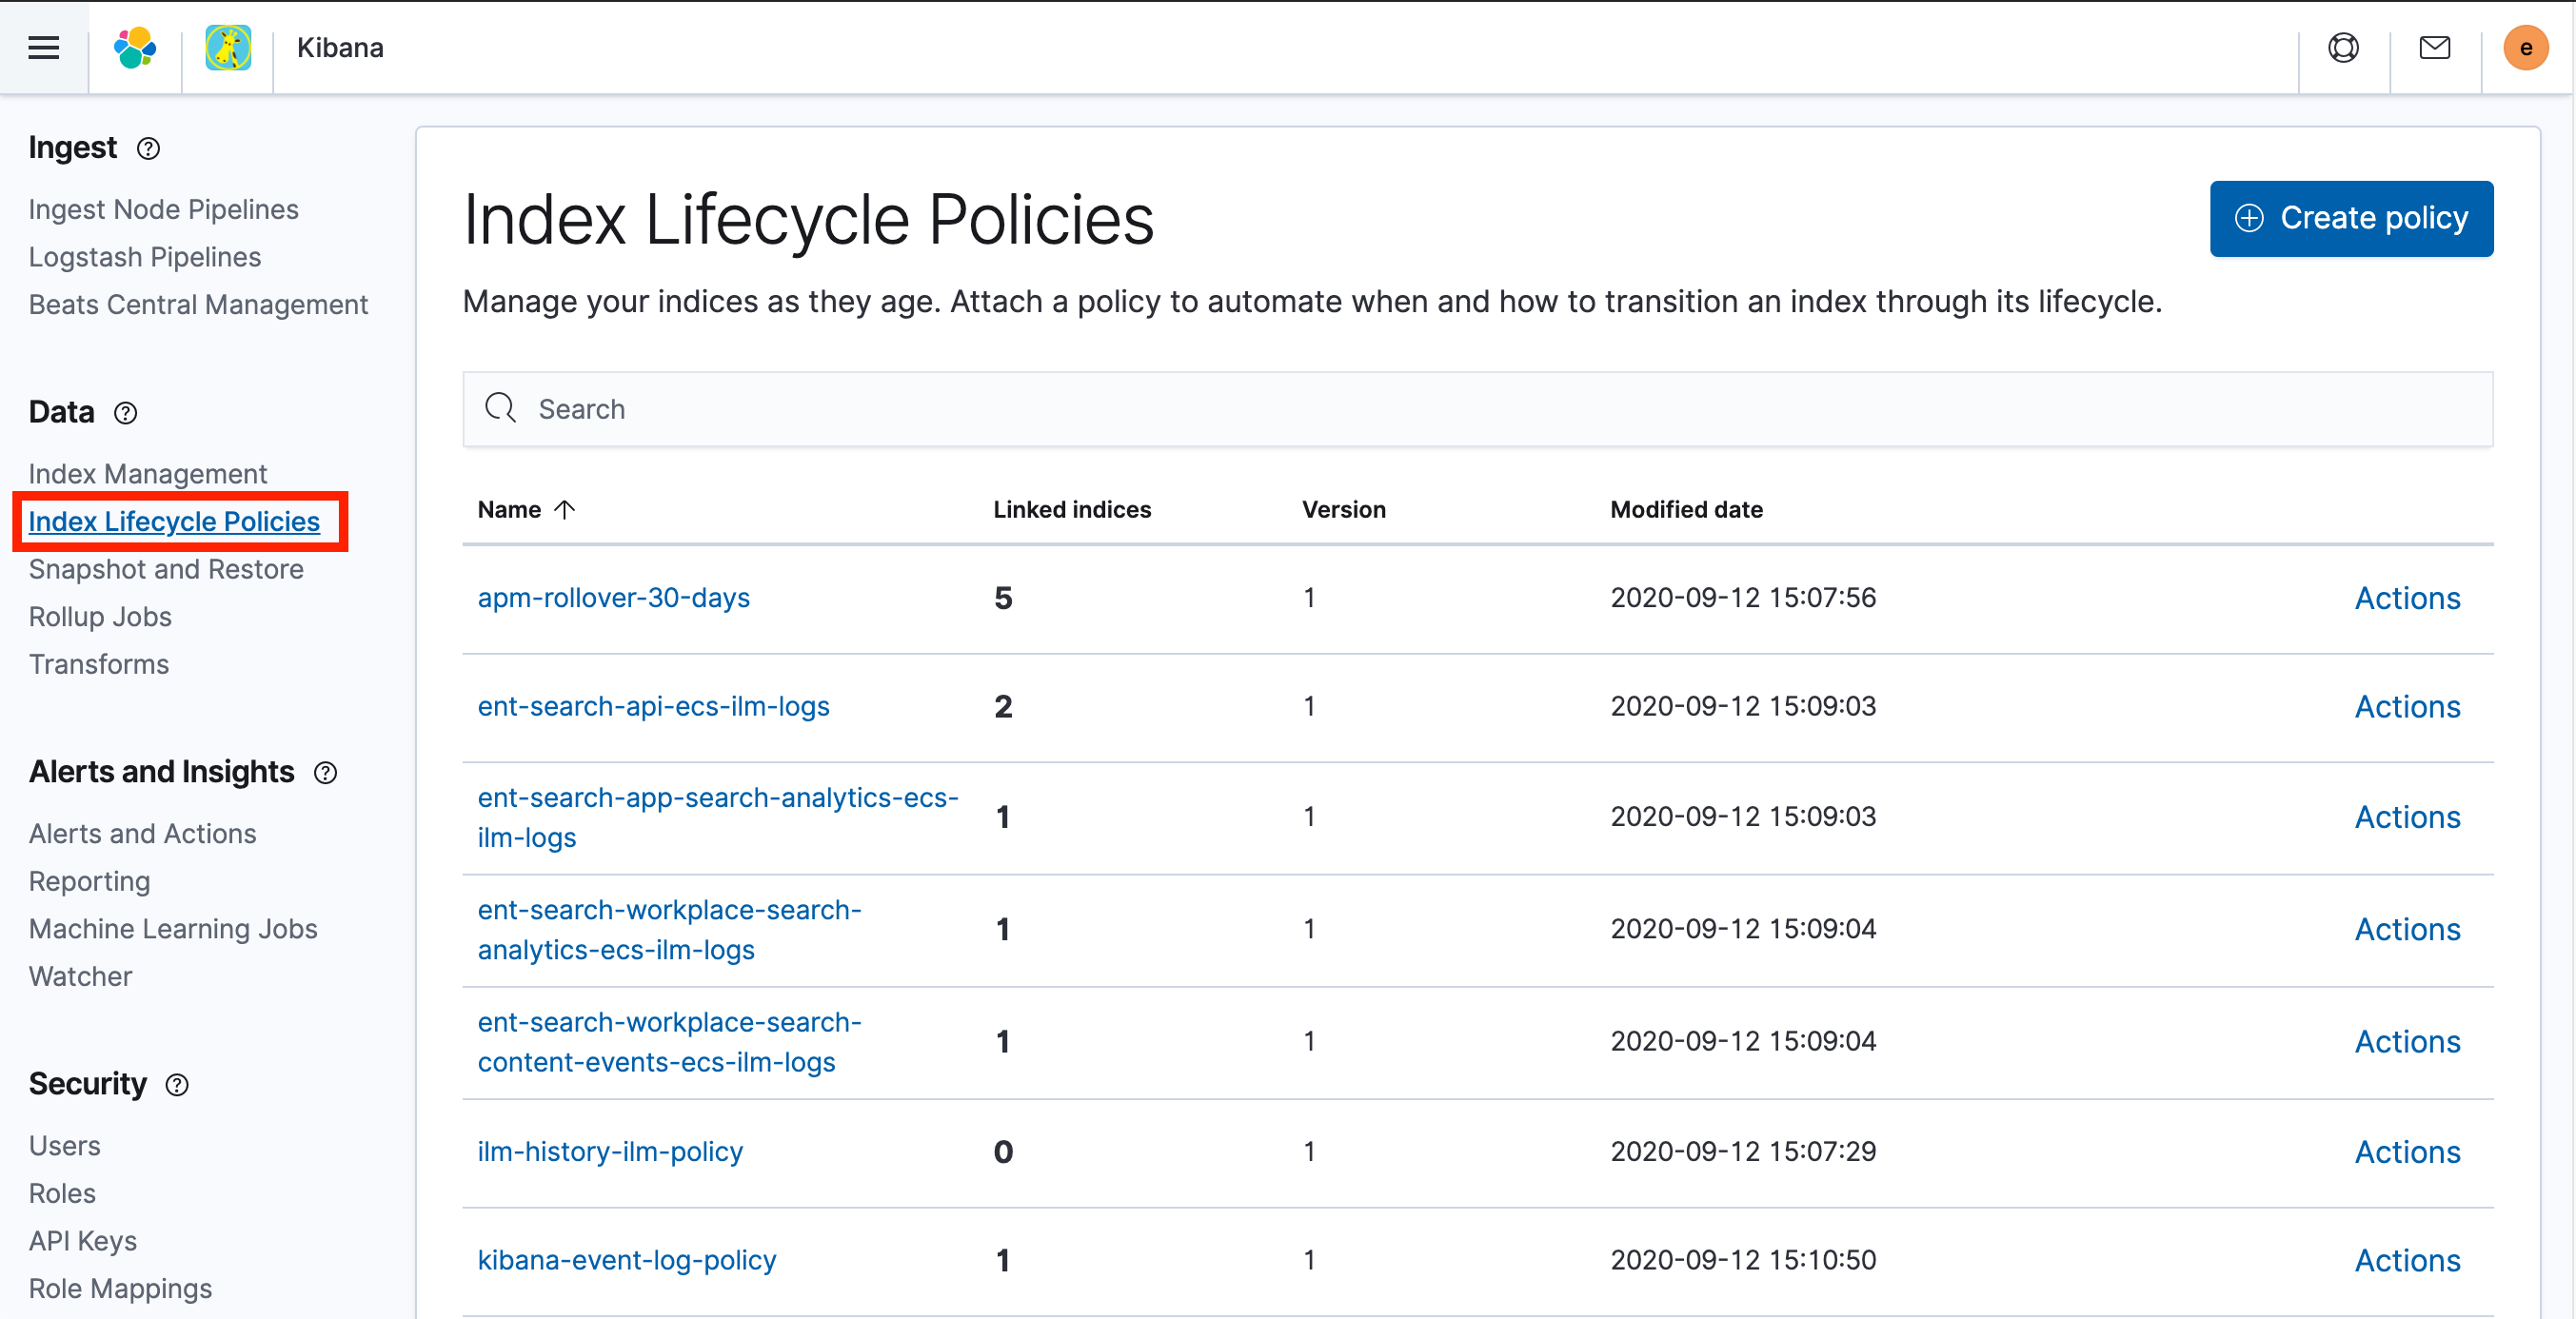 Kibana
e
Ingest
Ingest Node Pipelines
Logstash Pipelines
Beats Central Management
Data
Index Management
Index Lifecycle Policies
Snapshot and Restore
Rollup Jobs
Transforms
Alerts and Insights
Alerts and Actions
Reporting
Machine Learning Jobs
Watcher
Security
Users
Roles
API Keys
Role Mappings
Index Lifecycle Policies
Create policy
Manage your indices as they age. Attach a policy to automate when and how to transition an index through its lifecycle.
Search
Name Linked indices Version Modified date
apm-rollover-30-days 5 1 2020-09-12 15:07:56 Actions
ent-search-api-ecs-ilm-logs 2 1 2020-09-12 15:09:03 Actions
ent-search-app-search-analytics-ecs-
ilm-logs 1 1 2020-09-12 15:09:03 Actions
ent-search-workplace-search-
analytics-ecs-ilm-logs 1 1 2020-09-12 15:09:04 Actions
ent-search-workplace-search-
content-events-ecs-ilm-logs 1 1 2020-09-12 15:09:04 Actions
ilm-history-ilm-policy 0 1 2020-09-12 15:07:29 Actions
kibana-event-log-policy 1 1 2020-09-12 15:10:50 Actions